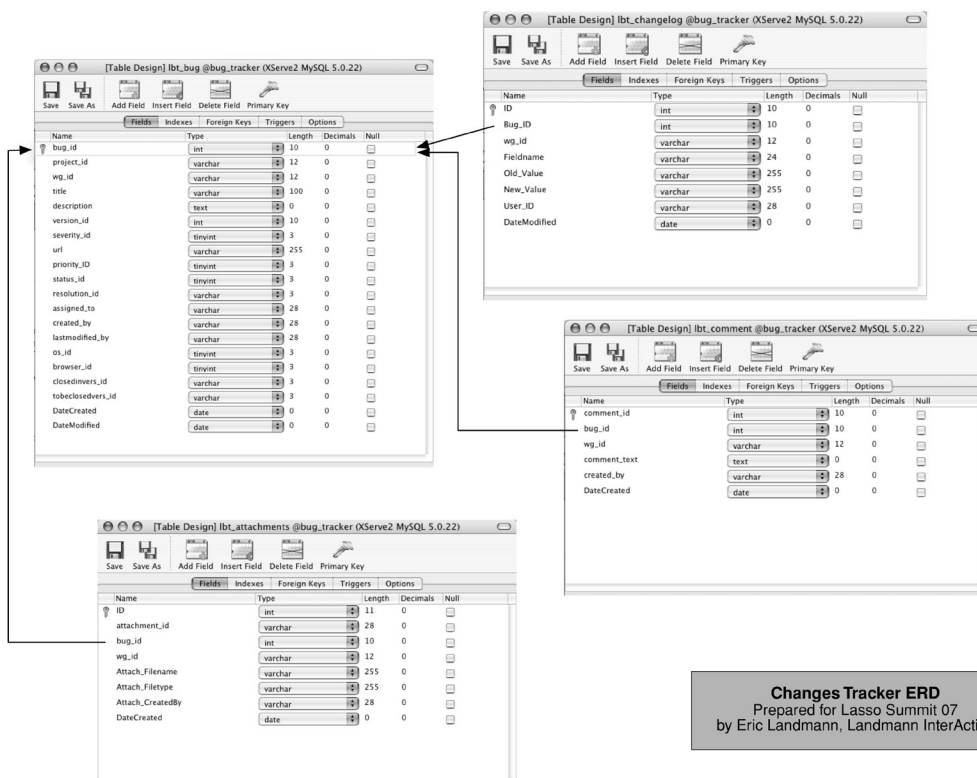 [Table Design] lbt_changelog @bug_tracker (XServe2 MySQL 5.0.22)
Save Save As Add Field Insert Field Delete Field Primary Key
Fields Indexes Foreign Keys Triggers Options
Name Type Length Decimals Null
ID int 10 0
Bug_ID int 10 0
wg_id varchar 12 0
Fieldname varchar 24 0
Old_Value varchar 255 0
New_Value varchar 255 0
User_ID varchar 28 0
DateModified date 0 0
[Table Design] lbt_bug @bug_tracker (XServe2 MySQL 5.0.22)
Save Save As Add Field Insert Field Delete Field Primary Key
Fields Indexes Foreign Keys Triggers Options
Name Type Length Decimals Null
bug_id int 10 0
project_id varchar 12 0
wg_id varchar 12 0
title varchar 100 0
description text 0 0
version_id int 10 0
severity_id tinyint 3 0
url varchar 255 0
priority_ID tinyint 3 0
status_id tinyint 3 0
resolution_id varchar 3 0
assigned_to varchar 28 0
created_by varchar 28 0
lastmodified_by varchar 28 0
os_id tinyint 3 0
browser_id tinyint 3 0
closedinvers_id varchar 3 0
tobeclosedvers_id varchar 3 0
DateCreated date 0 0
DateModified date 0 0
[Table Design] lbt_comment @bug_tracker (XServe2 MySQL 5.0.22)
Save Save As Add Field Insert Field Delete Field Primary Key
Fields Indexes Foreign Keys Triggers Options
Name Type Length Decimals Null
comment_id int 10 0
bug_id int 10 0
wg_id varchar 12 0
comment_text text 0 0
created_by varchar 28 0
DateCreated date 0 0
[Table Design] lbt_attachments @bug_tracker (XServe2 MySQL 5.0.22)
Save Save As Add Field Insert Field Delete Field Primary Key
Fields Indexes Foreign Keys Triggers Options
Name Type Length Decimals Null
ID int 11 0
attachment_id varchar 28 0
bug_id int 10 0
wg_id varchar 12 0
Attach_Filename varchar 255 0
Attach_Filetype varchar 255 0
Attach_CreatedBy varchar 28 0
DateCreated date 0 0
Changes Tracker ERD
Prepared for Lasso Summit 07
by Eric Landmann, Landmann InterActi